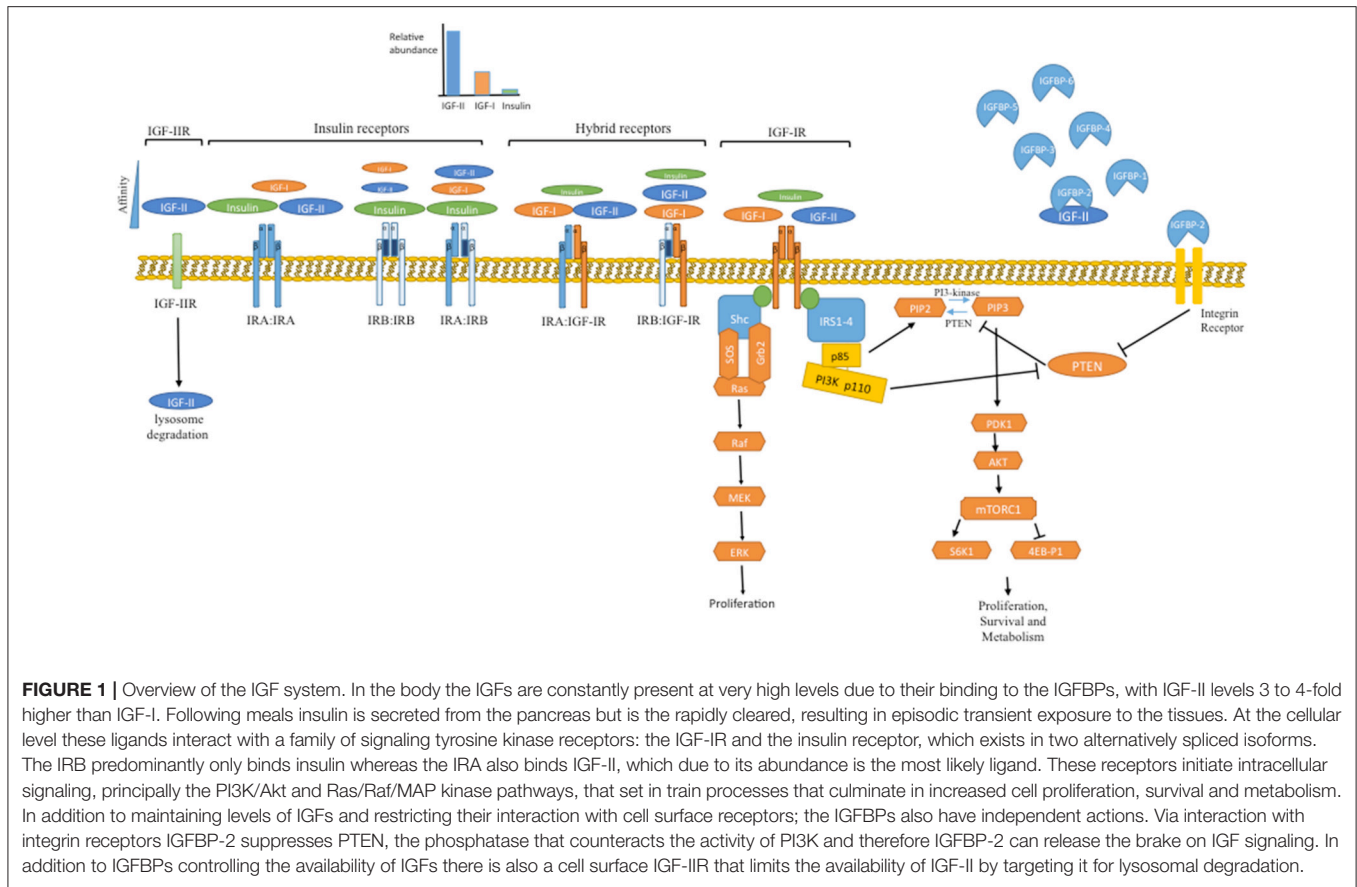 Relative
abundance
IGF-II IGF-I Insulin
IGF-IIR
Insulin receptors
Hybrid receptors
IGF-IR
Affinity
IGF-II
IGF-I
Insulin
IGF-II
IGF-I
IGF-II
Insulin
IGF-II
IGF-I
Insulin
Insulin
IGF-I
IGF-II
Insulin
IGF-II
IGF-I
Insulin
IGF-I
IGF-II
IGFBP-6
IGFBP-5
IGFBP-4
IGFBP-3
IGFBP-1
IGFBP-2
IGF-II
IGFBP-2
α α
β β
α α
β β
α α
β β
α α
β β
α α
β β
α α
β β
IGF-IIR
IRA:IRA
IRB:IRB
IRA:IRB
IRA:IGF-IR
IRB:IGF-IR
IGF-II
lysosome
degradation
Shc
SOS
Grb2
Ras
Raf
MEK
ERK
Proliferation
IRS1-4
p85
PI3K p110
PIP2
PI3-kinase
PTEN
PIP3
Integrin
Receptor
PTEN
PDK1
AKT
mTORC1
S6K1
4EB-P1
Proliferation,
Survival and
Metabolism
FIGURE 1 | Overview of the IGF system. In the body the IGFs are constantly present at very high levels due to their binding to the IGFBPs, with IGF-II levels 3 to 4-fold
higher than IGF-I. Following meals insulin is secreted from the pancreas but is the rapidly cleared, resulting in episodic transient exposure to the tissues. At the cellular
level these ligands interact with a family of signaling tyrosine kinase receptors: the IGF-IR and the insulin receptor, which exists in two alternatively spliced isoforms.
The IRB predominantly only binds insulin whereas the IRA also binds IGF-II, which due to its abundance is the most likely ligand. These receptors initiate intracellular
signaling, principally the PI3K/Akt and Ras/Raf/MAP kinase pathways, that set in train processes that culminate in increased cell proliferation, survival and metabolism.
In addition to maintaining levels of IGFs and restricting their interaction with cell surface receptors; the IGFBPs also have independent actions. Via interaction with
integrin receptors IGFBP-2 suppresses PTEN, the phosphatase that counteracts the activity of PI3K and therefore IGFBP-2 can release the brake on IGF signaling. In
addition to IGFBPs controlling the availability of IGFs there is also a cell surface IGF-IIR that limits the availability of IGF-II by targeting it for lysosomal degradation.